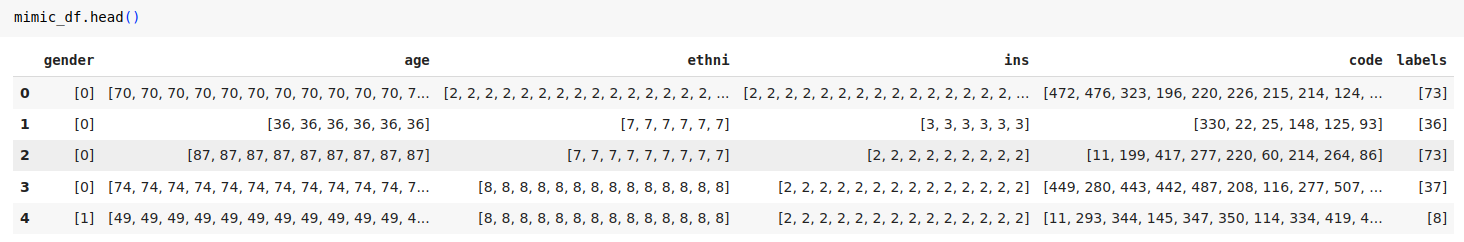 mimic_df.head()
gender age ethni ins code labels
0 [0] [70, 70, 70, 70, 70, 70, 70, 70, 70, 70, 70, 7... [2, 2, 2, 2, 2, 2, 2, 2, 2, 2, 2, 2, 2, 2, 2, ... [2, 2, 2, 2, 2, 2, 2, 2, 2, 2, 2, 2, 2, 2, 2, ... [472, 476, 323, 196, 220, 226, 215, 214, 124, ... [73]
1 [0] [36, 36, 36, 36, 36, 36] [7, 7, 7, 7, 7, 7] [3, 3, 3, 3, 3, 3] [330, 22, 25, 148, 125, 93] [36]
2 [0] [87, 87, 87, 87, 87, 87, 87, 87, 87] [7, 7, 7, 7, 7, 7, 7, 7, 7] [2, 2, 2, 2, 2, 2, 2, 2, 2] [11, 199, 417, 277, 220, 60, 214, 264, 86] [73]
3 [0] [74, 74, 74, 74, 74, 74, 74, 74, 74, 74, 74, 7... [8, 8, 8, 8, 8, 8, 8, 8, 8, 8, 8, 8, 8, 8] [2, 2, 2, 2, 2, 2, 2, 2, 2, 2, 2, 2, 2, 2] [449, 280, 443, 442, 487, 208, 116, 277, 507, ... [37]
4 [1] [49, 49, 49, 49, 49, 49, 49, 49, 49, 49, 49, 4... [8, 8, 8, 8, 8, 8, 8, 8, 8, 8, 8, 8, 8, 8] [2, 2, 2, 2, 2, 2, 2, 2, 2, 2, 2, 2, 2, 2] [11, 293, 344, 145, 347, 350, 114, 334, 419, 4... [8]